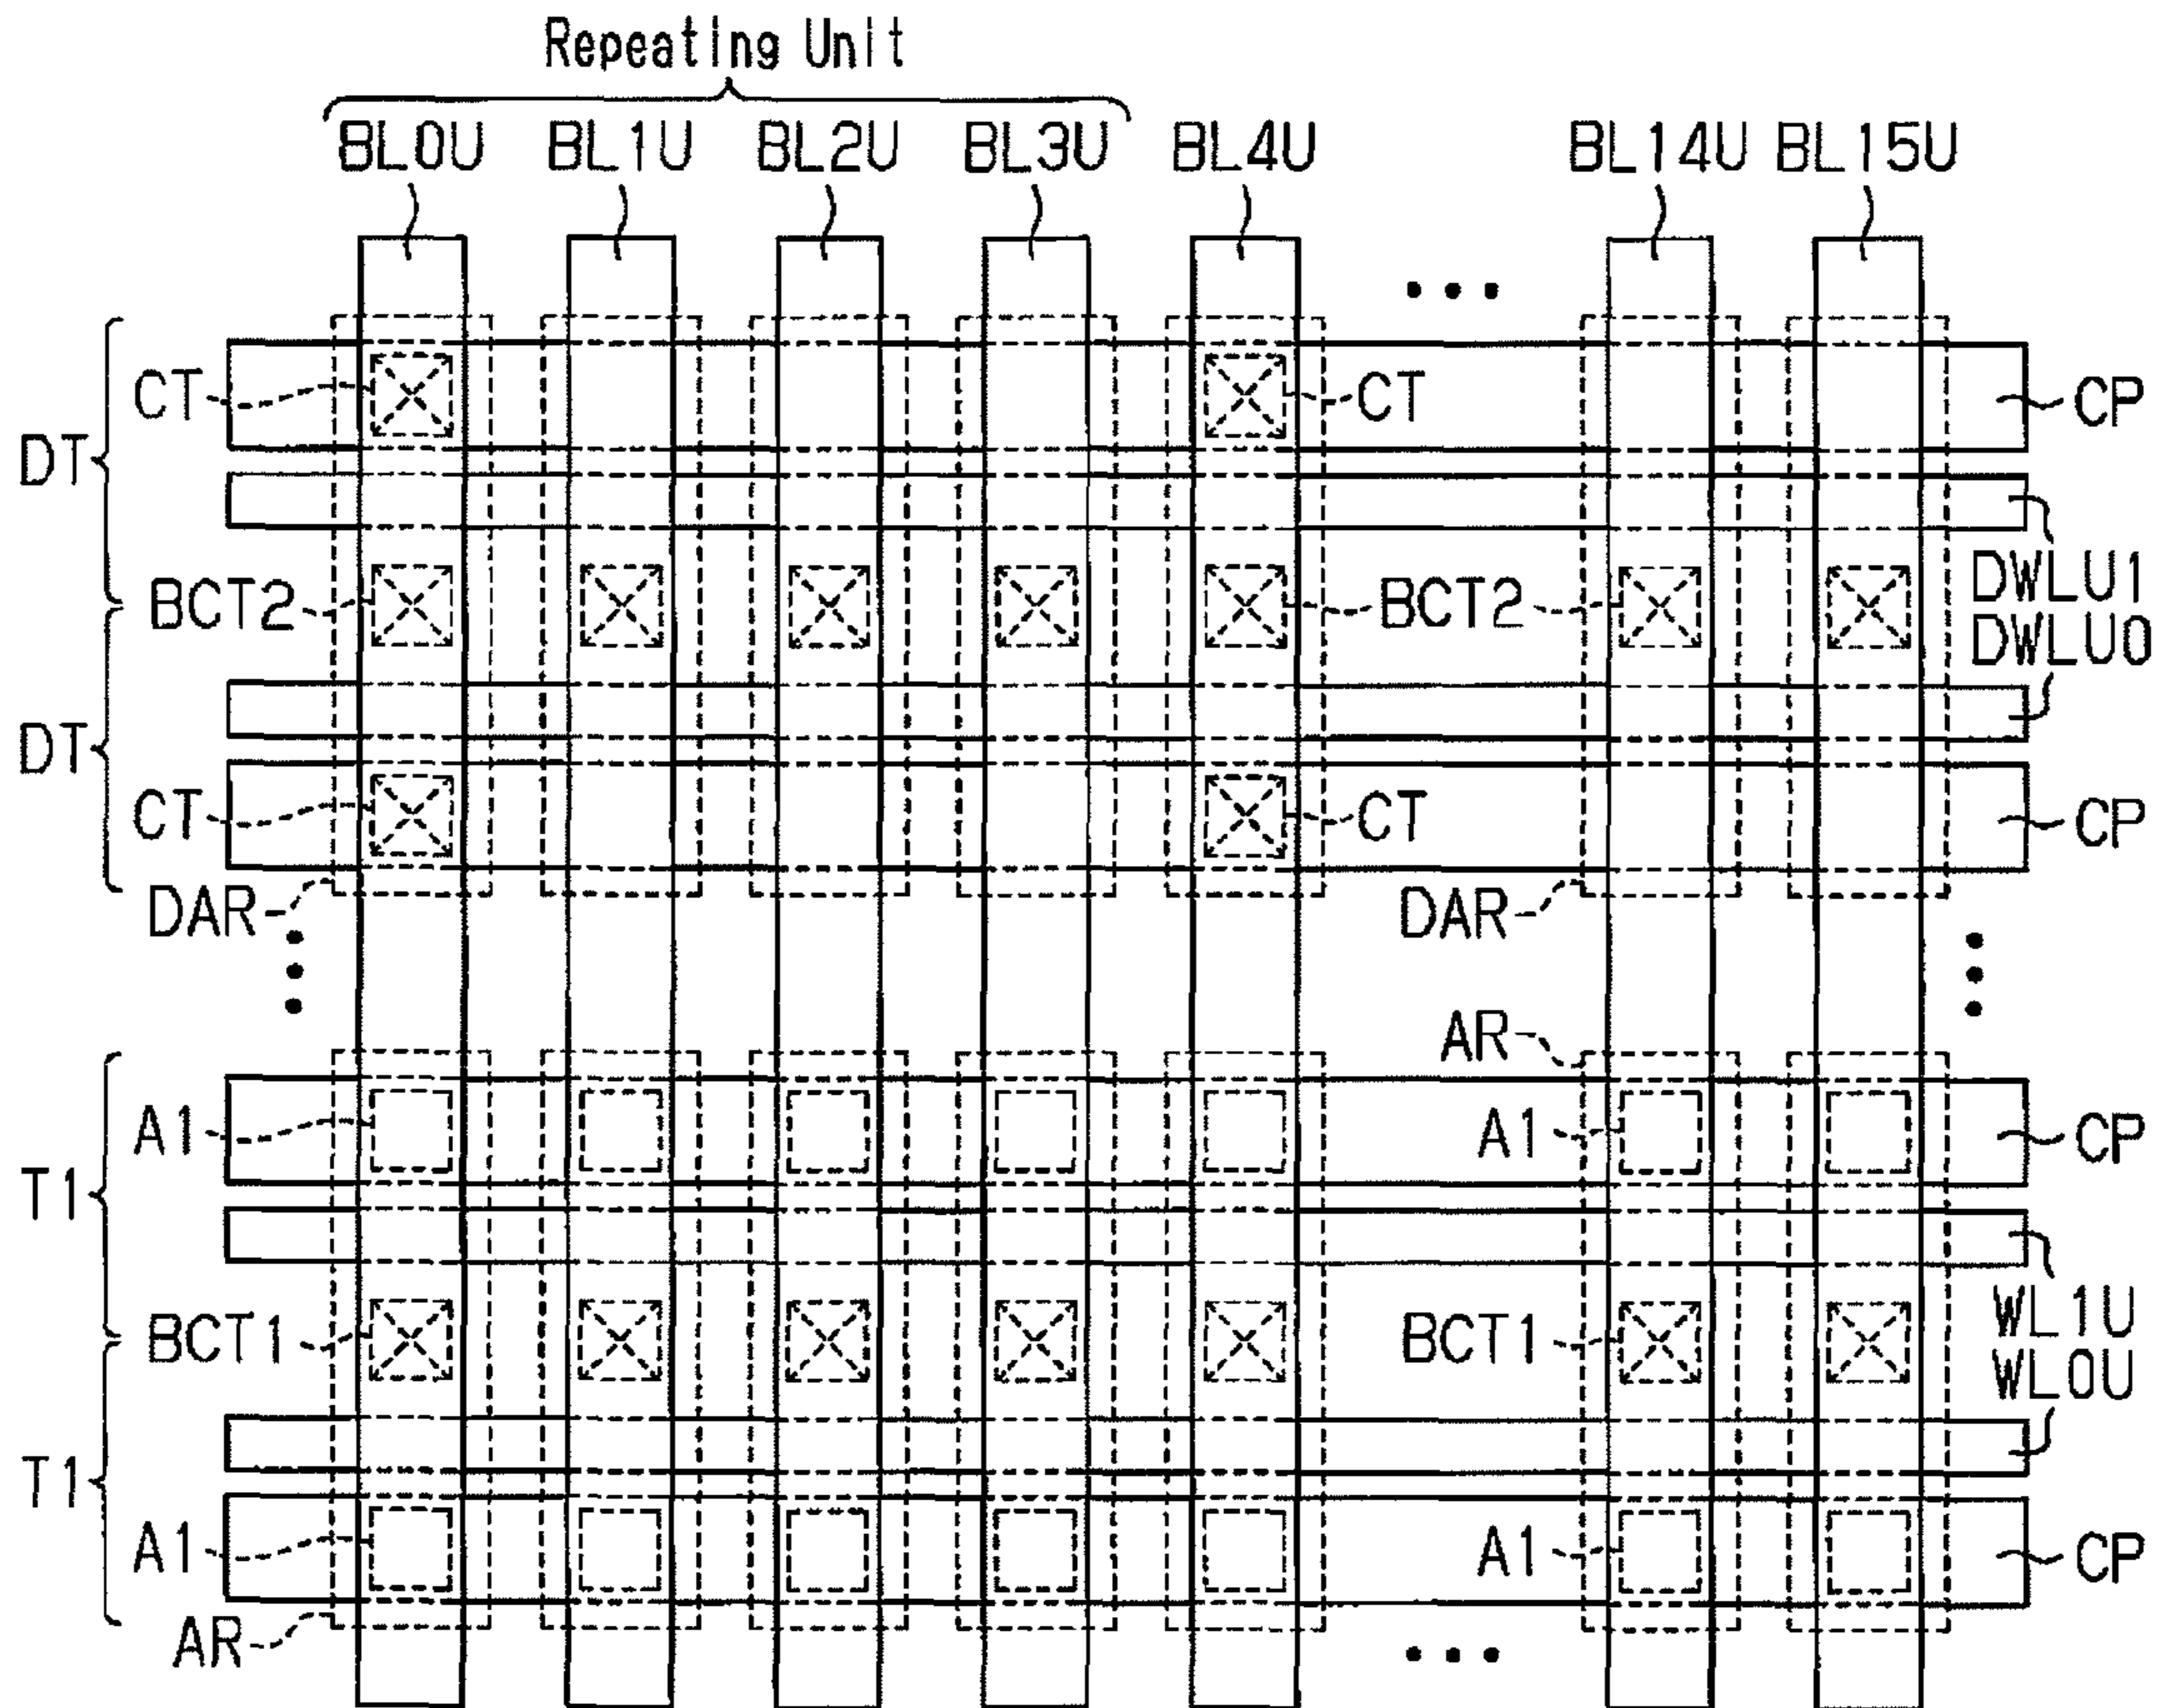 Repeating Unit
BL0U BL1U BL2U BL3U BL4U BL14U BL15U
CT CT CP
DT
DWLU1
BCT2 BCT2
DWLU0
DT
CT CT CP
DAR DAR
AR
A1 A1 CP
T1
WL1U
BCT1 BCT1
WL0U
T1
A1 A1 CP
AR